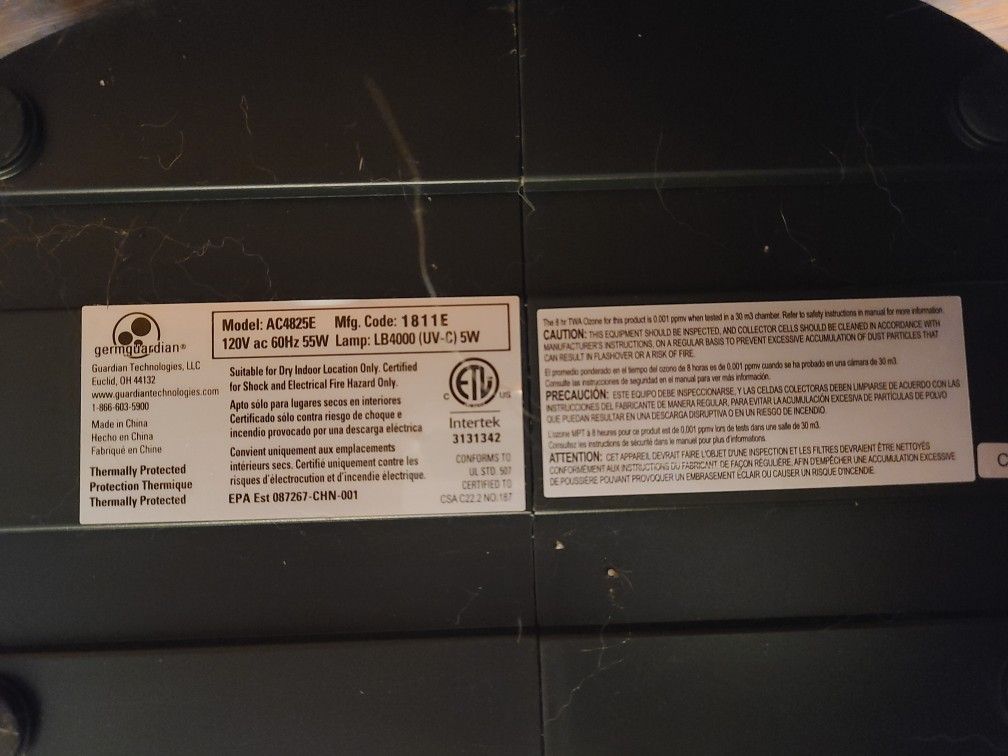 germguardian®
Guardian Technologies, LLC
Euclid, OH 44132
www.guardiantechnologies.com
1-866-603-5900
Made in China
Hecho en China
Fabriqué en China
Thermally Protected
Protection Thermique
Thermally Protected
Model: AC4825E Mfg. Code: 1811E
120V ac 60Hz 55W Lamp: LB4000 (UV-C) 5W
Suitable for Dry Indoor Location Only. Certified
for Shock and Electrical Fire Hazard Only.
Apto sólo para lugares secos en interiores
Certificado sólo contra riesgo de choque e
incendio provocado por una descarga eléctrica
Convient uniquement aux emplacements
intérieurs secs. Certifié uniquement contre les
risques d'électrocution et d'incendie électrique.
EPA Est 087267-CHN-001
C ETL US
Intertek
3131342
CONFORMS TO
UL STD. 507
CERTIFIED TO
CSA C22.2 NO.187
The 8 hr TWA Ozone for this product is 0.001 ppmv when tested in a 30 m3 chamber. Refer to safety instructions in manual for more information.
CAUTION: THIS EQUIPMENT SHOULD BE INSPECTED, AND COLLECTOR CELLS SHOULD BE CLEANED IN ACCORDANCE WITH
MANUFACTURER'S INSTRUCTIONS, ON A REGULAR BASIS TO PREVENT EXCESSIVE ACCUMULATION OF DUST PARTICLES THAT
CAN RESULT IN FLASHOVER OR A RISK OF FIRE.
El promedio ponderado en el tiempo del ozono de 8 horas es de 0.001 ppmv cuando se ha probado en una cámara de 30 m3.
Consulte las instrucciones de seguridad en el manual para ver más información.
PRECAUCIÓN: ESTE EQUIPO DEBE INSPECCIONARSE, Y LAS CELDAS COLECTORAS DEBEN LIMPIARSE DE ACUERDO CON LAS
INSTRUCCIONES DEL FABRICANTE DE MANERA REGULAR, PARA EVITAR LA ACUMULACIÓN EXCESIVA DE PARTÍCULAS DE POLVO
QUE PUEDAN RESULTAR EN UNA DESCARGA DISRUPTIVA O EN UN RIESGO DE INCENDIO.
L'ozone MPT à 8 heures pour ce produit est de 0,001 ppmv lors de tests dans une salle de 30 m3.
Consultez les instructions de sécurité dans le manuel pour plus d'informations.
ATTENTION: CET APPAREIL DEVRAIT FAIRE L'OBJET D'UNE INSPECTION ET LES FILTRES DEVRAIENT ÊTRE NETTOYÉS
CONFORMÉMENT AUX INSTRUCTIONS DU FABRICANT DE FAÇON RÉGULIÈRE, AFIN D'EMPÊCHER UNE ACCUMULATION EXCESSIVE
DE POUSSIÈRE POUVANT PROVOQUER UN EMBRASEMENT ÉCLAIR OU CAUSER UN RISQUE D'INCENDIE.
C